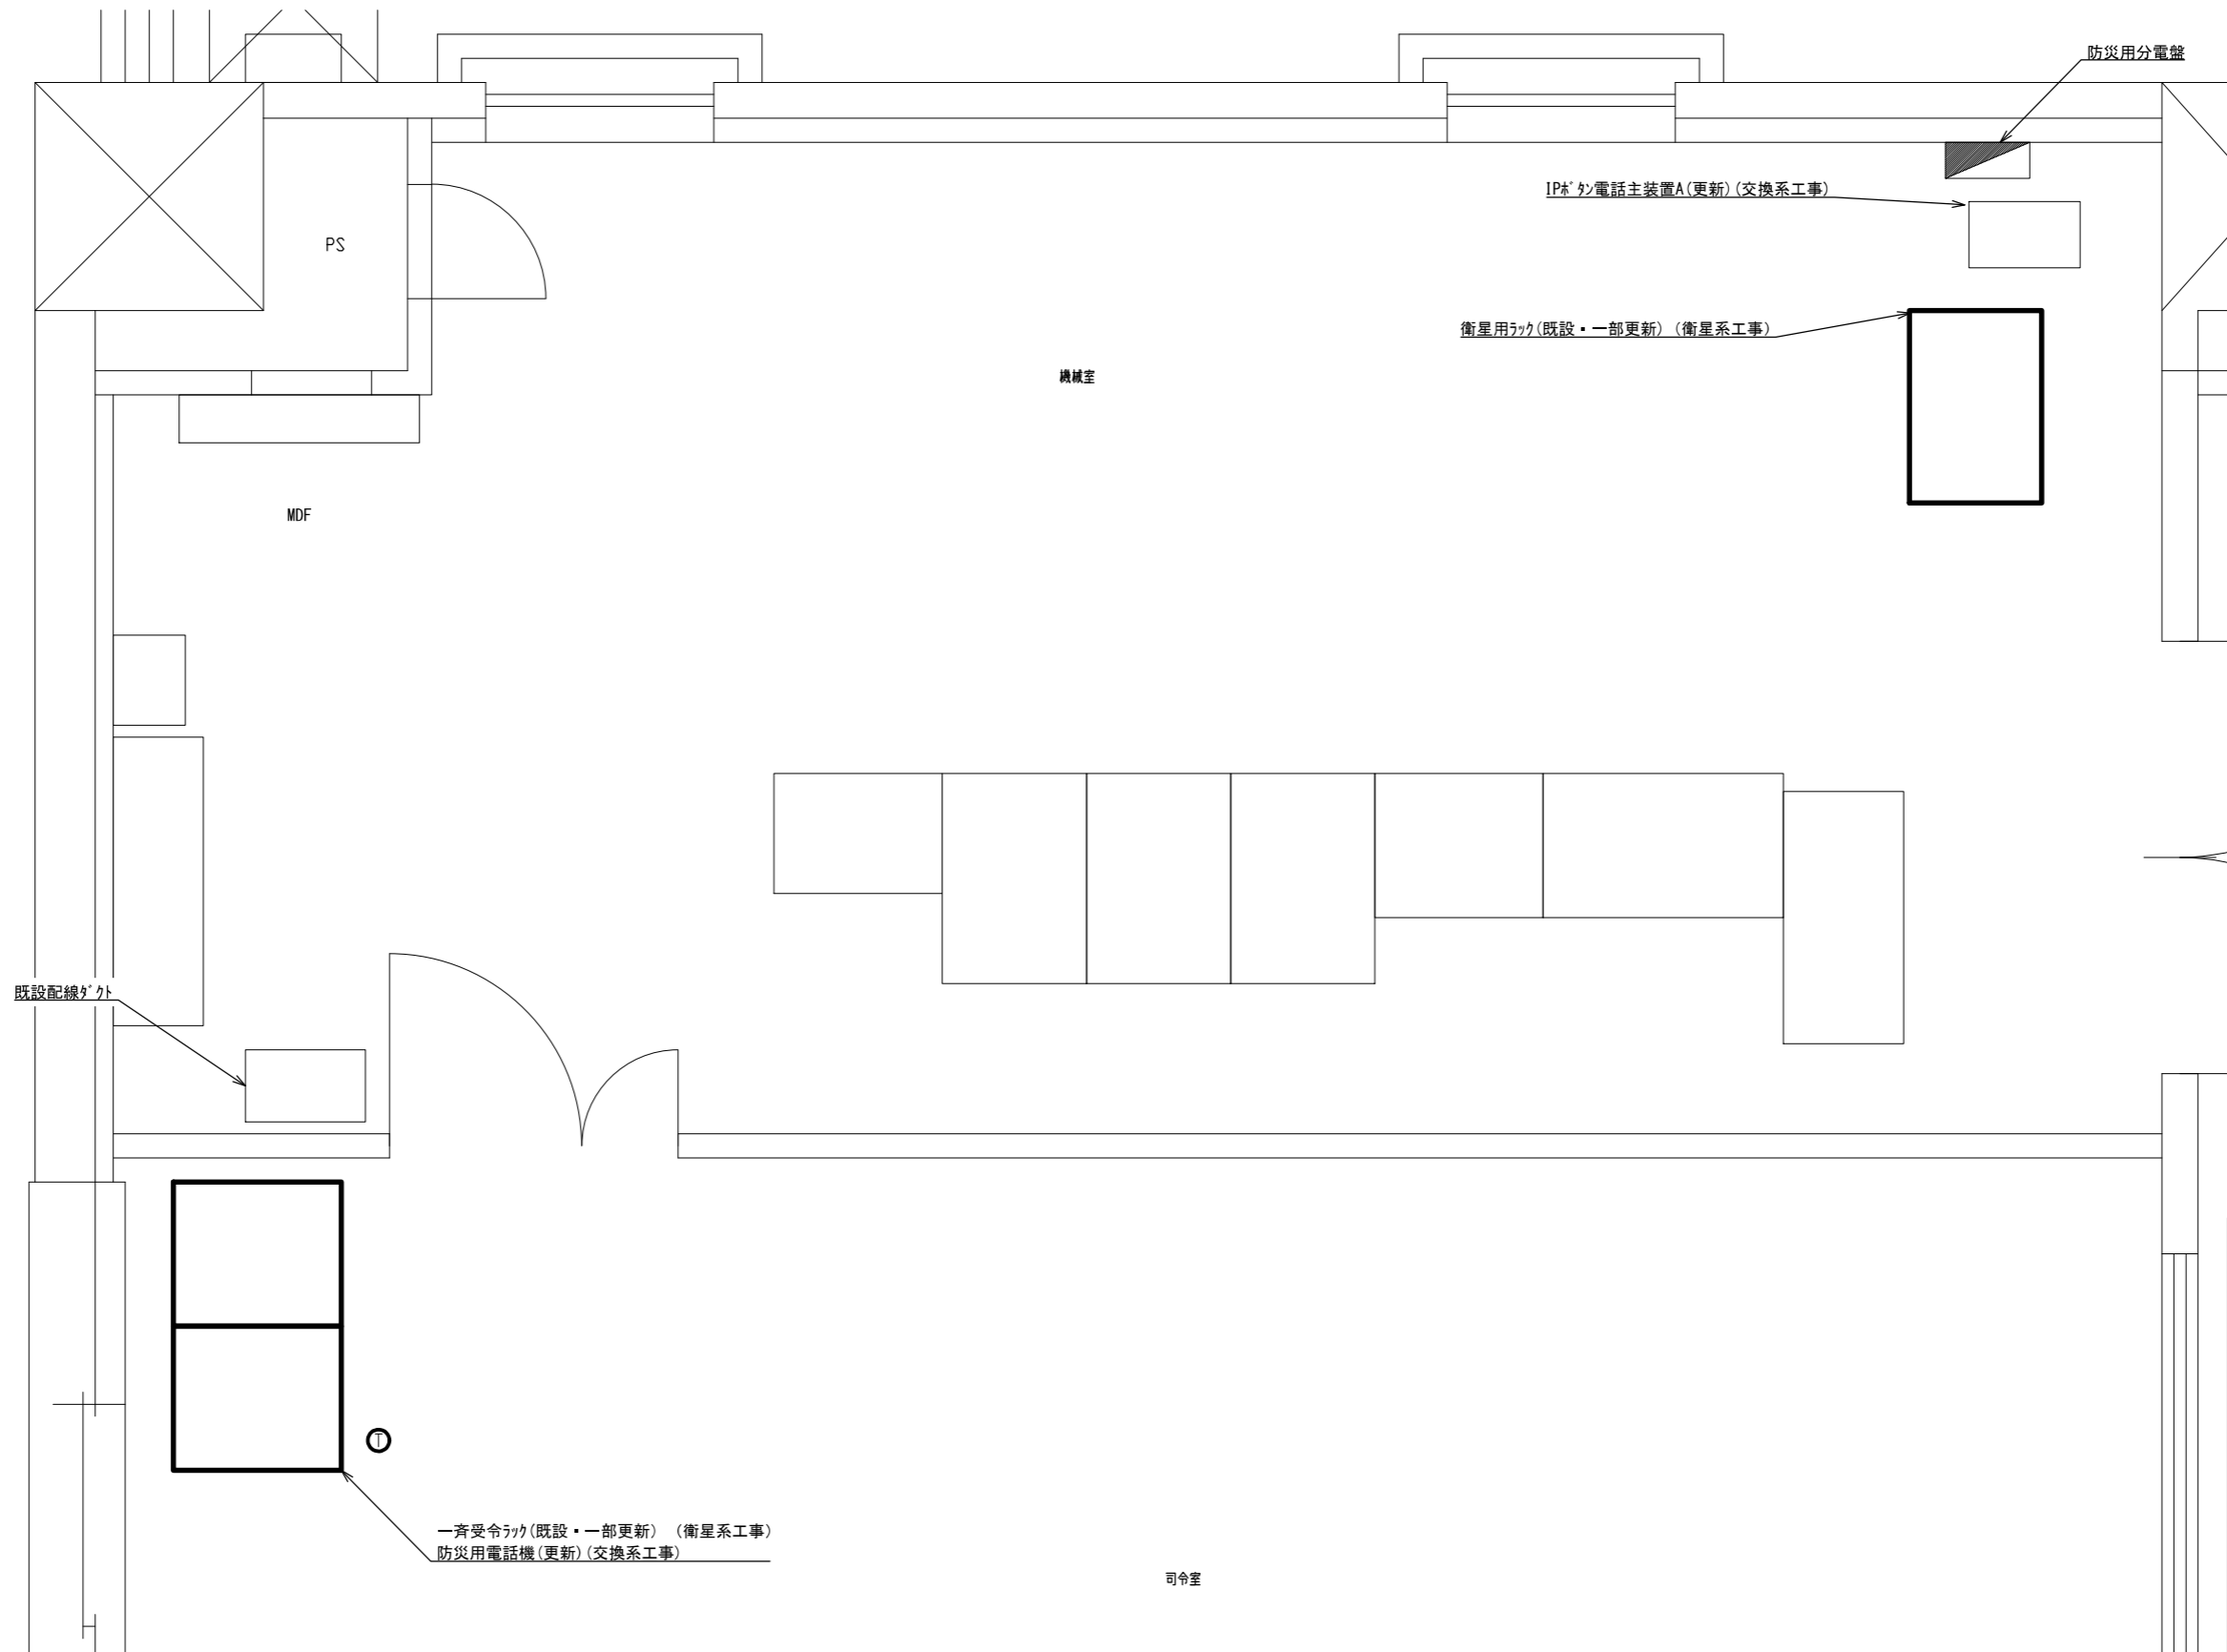 防災用分電盤
IPﾎﾞﾀﾝ電話主装置A(更新)(交換系工事)
PS
衛星用ﾗｯｸ(既設・一部更新)（衛星系工事)
機械室
MDF
既設配線ﾀﾞｸﾄ
T
一斉受令ﾗｯｸ(既設・一部更新)（衛星系工事)
防災用電話機(更新)(交換系工事)
司令室